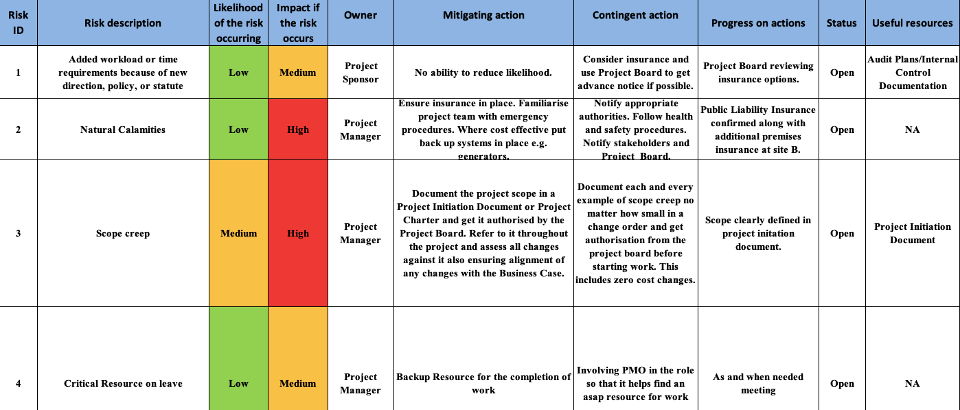 Risk ID
Risk description
Likelihood of the risk occurring
Impact if the risk occurs
Owner
Mitigating action
Contingent action
Progress on actions
Status
Useful resources
1
Added workload or time
requirements because of new
direction, policy, or statute
Low
Medium
Project
Sponsor
No ability to reduce likelihood.
Consider insurance and
use Project Board to get
advance notice if possible.
Project Board reviewing
insurance options.
Open
Audit Plans/Internal
Control
Documentation
2
Natural Calamities
Low
High
Project
Manager
Ensure insurance in place. Familiarise
project team with emergency
procedures. Where cost effective put
back up systems in place e.g.
generators.
Notify appropriate
authorities. Follow health
and safety procedures.
Notify stakeholders and
Project Board.
Public Liability Insurance
confirmed along with
additional premises
insurance at site B.
Open
NA
3
Scope creep
Medium
High
Project
Manager
Document the project scope in a
Project Initiation Document or Project
Charter and get it authorised by the
Project Board. Refer to it throughout
the project and assess all changes
against it also ensuring alignment of
any changes with the Business Case.
Document each and every
example of scope creep no
matter how small in a
change order and get
authorisation from the
project board before
starting work. This
includes zero cost changes.
Scope clearly defined in
project initation
document.
Open
Project Initiation
Document
4
Critical Resource on leave
Low
Medium
Project
Manager
Backup Resource for the completion of
work
Involving PMO in the role
so that it helps find an
asap resource for work
As and when needed
meeting
Open
NA